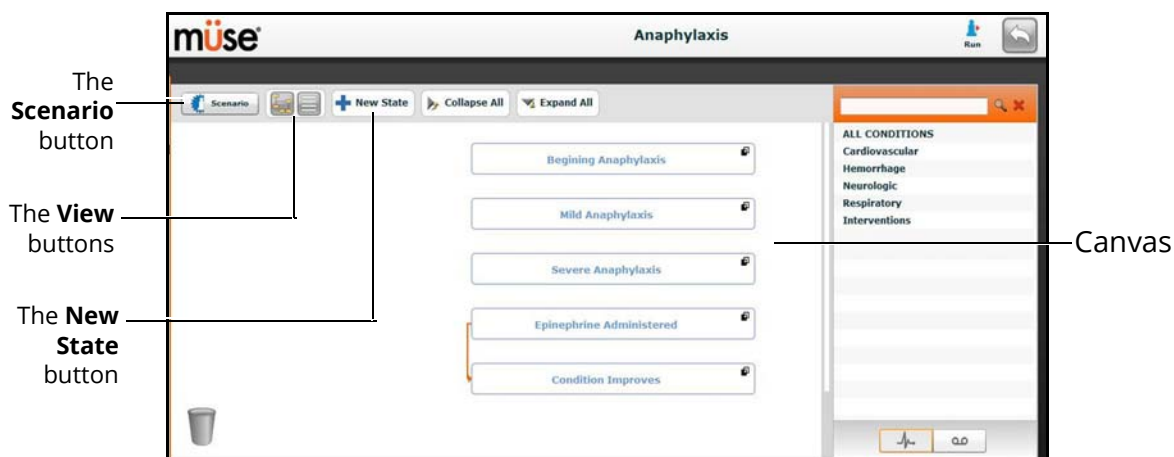 müse
Anaphylaxis
Run
The
Scenario
button
Scenario
New State
Collapse All
Expand All
ALL CONDITIONS
Cardiovascular
Hemorrhage
Neurologic
Respiratory
Interventions
Begining Anaphylaxis
The View
buttons
Mild Anaphylaxis
Canvas
Severe Anaphylaxis
The New
State
button
Epinephrine Administered
Condition Improves